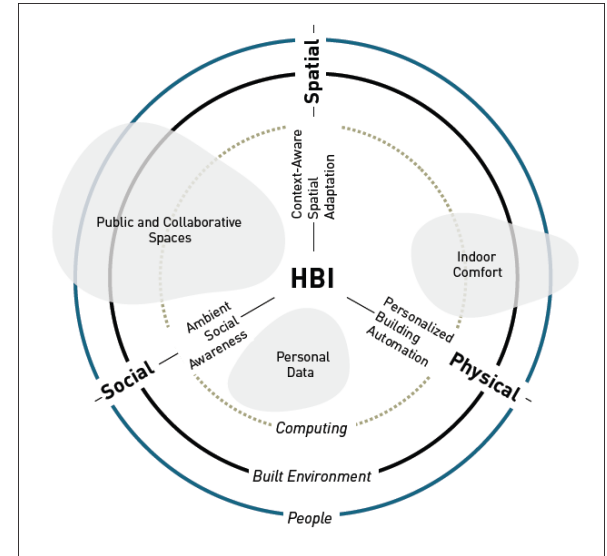 Spatial
Context-Aware
Spatial
Adaptation
Public and Collaborative
Spaces
Indoor
Comfort
HBI
Ambient
Social
Awareness
Personalized
Building
Automation
Social
Physical
Personal
Data
Computing
Built Environment
People